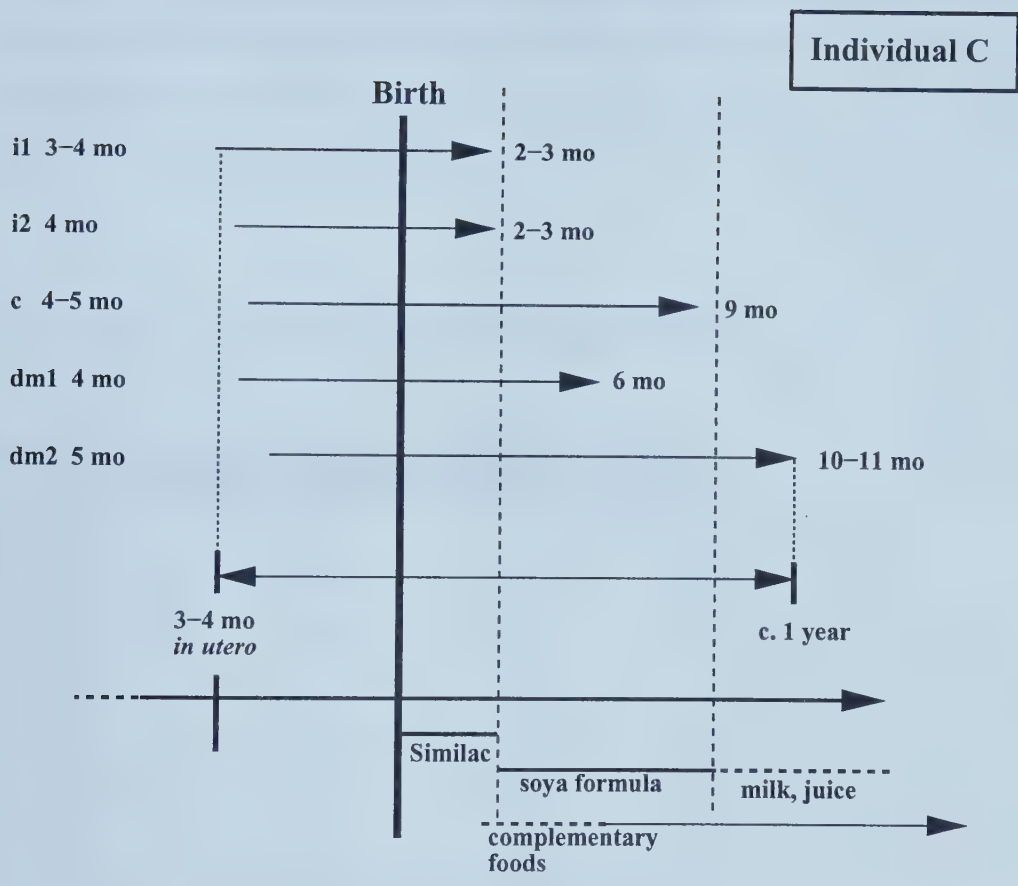 Individual C
Birth
i1 3–4 mo
2–3 mo
i2 4 mo
2–3 mo
c 4–5 mo
9 mo
dm1 4 mo
6 mo
dm2 5 mo
10–11 mo
3–4 mo
in utero
c. 1 year
Similac
soya formula
milk, juice
complementary
foods